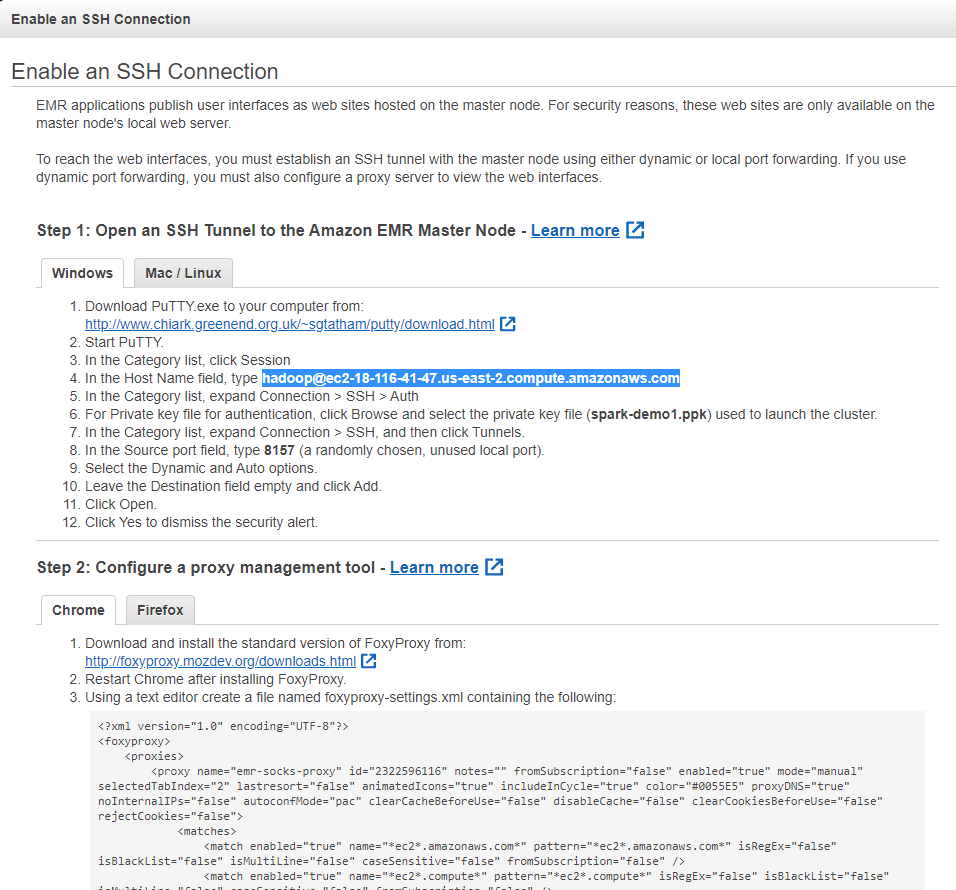 Enable an SSH Connection
Enable an SSH Connection
EMR applications publish user interfaces as web sites hosted on the master node. For security reasons, these web sites are only available on the
master node's local web server.
To reach the web interfaces, you must establish an SSH tunnel with the master node using either dynamic or local port forwarding. If you use
dynamic port forwarding, you must also configure a proxy server to view the web interfaces.
Step 1: Open an SSH Tunnel to the Amazon EMR Master Node - Learn more
Windows Mac / Linux
1. Download PuTTY.exe to your computer from:
http://www.chiark.greenend.org.uk/~sgtatham/putty/download.html
2. Start PuTTY.
3. In the Category list, click Session
4. In the Host Name field, type hadoop@ec2-18-116-41-47.us-east-2.compute.amazonaws.com
5. In the Category list, expand Connection > SSH > Auth
6. For Private key file for authentication, click Browse and select the private key file (spark-demo1.ppk) used to launch the cluster.
7. In the Category list, expand Connection > SSH, and then click Tunnels.
8. In the Source port field, type 8157 (a randomly chosen, unused local port).
9. Select the Dynamic and Auto options.
10. Leave the Destination field empty and click Add.
11. Click Open.
12. Click Yes to dismiss the security alert.
Step 2: Configure a proxy management tool - Learn more
Chrome Firefox
1. Download and install the standard version of FoxyProxy from:
http://foxyproxy.mozdev.org/downloads.html
2. Restart Chrome after installing FoxyProxy.
3. Using a text editor create a file named foxyproxy-settings.xml containing the following:
<?xml version="1.0" encoding="UTF-8"?>
<foxyproxy>
<proxies>
<proxy name="emr-socks-proxy" id="2322596116" notes="" fromSubscription="false" enabled="true" mode="manual"
selectedTabIndex="2" lastresort="false" animatedIcons="true" includeInCycle="true" color="#0055E5" proxyDNS="true"
noInternalIPs="false" autoconfMode="pac" clearCacheBeforeUse="false" disableCache="false" clearCookiesBeforeUse="false"
rejectCookies="false">
<matches>
<match enabled="true" name="*ec2*.amazonaws.com*" pattern="*ec2*.amazonaws.com*" isRegEx="false"
isBlackList="false" isMultiLine="false" caseSensitive="false" fromSubscription="false" />
<match enabled="true" name="*ec2*.compute*" pattern="*ec2*.compute*" isRegEx="false" isBlackList="false"
isMultiLine="false" caseSensitive="false" fromSubscription="false" />